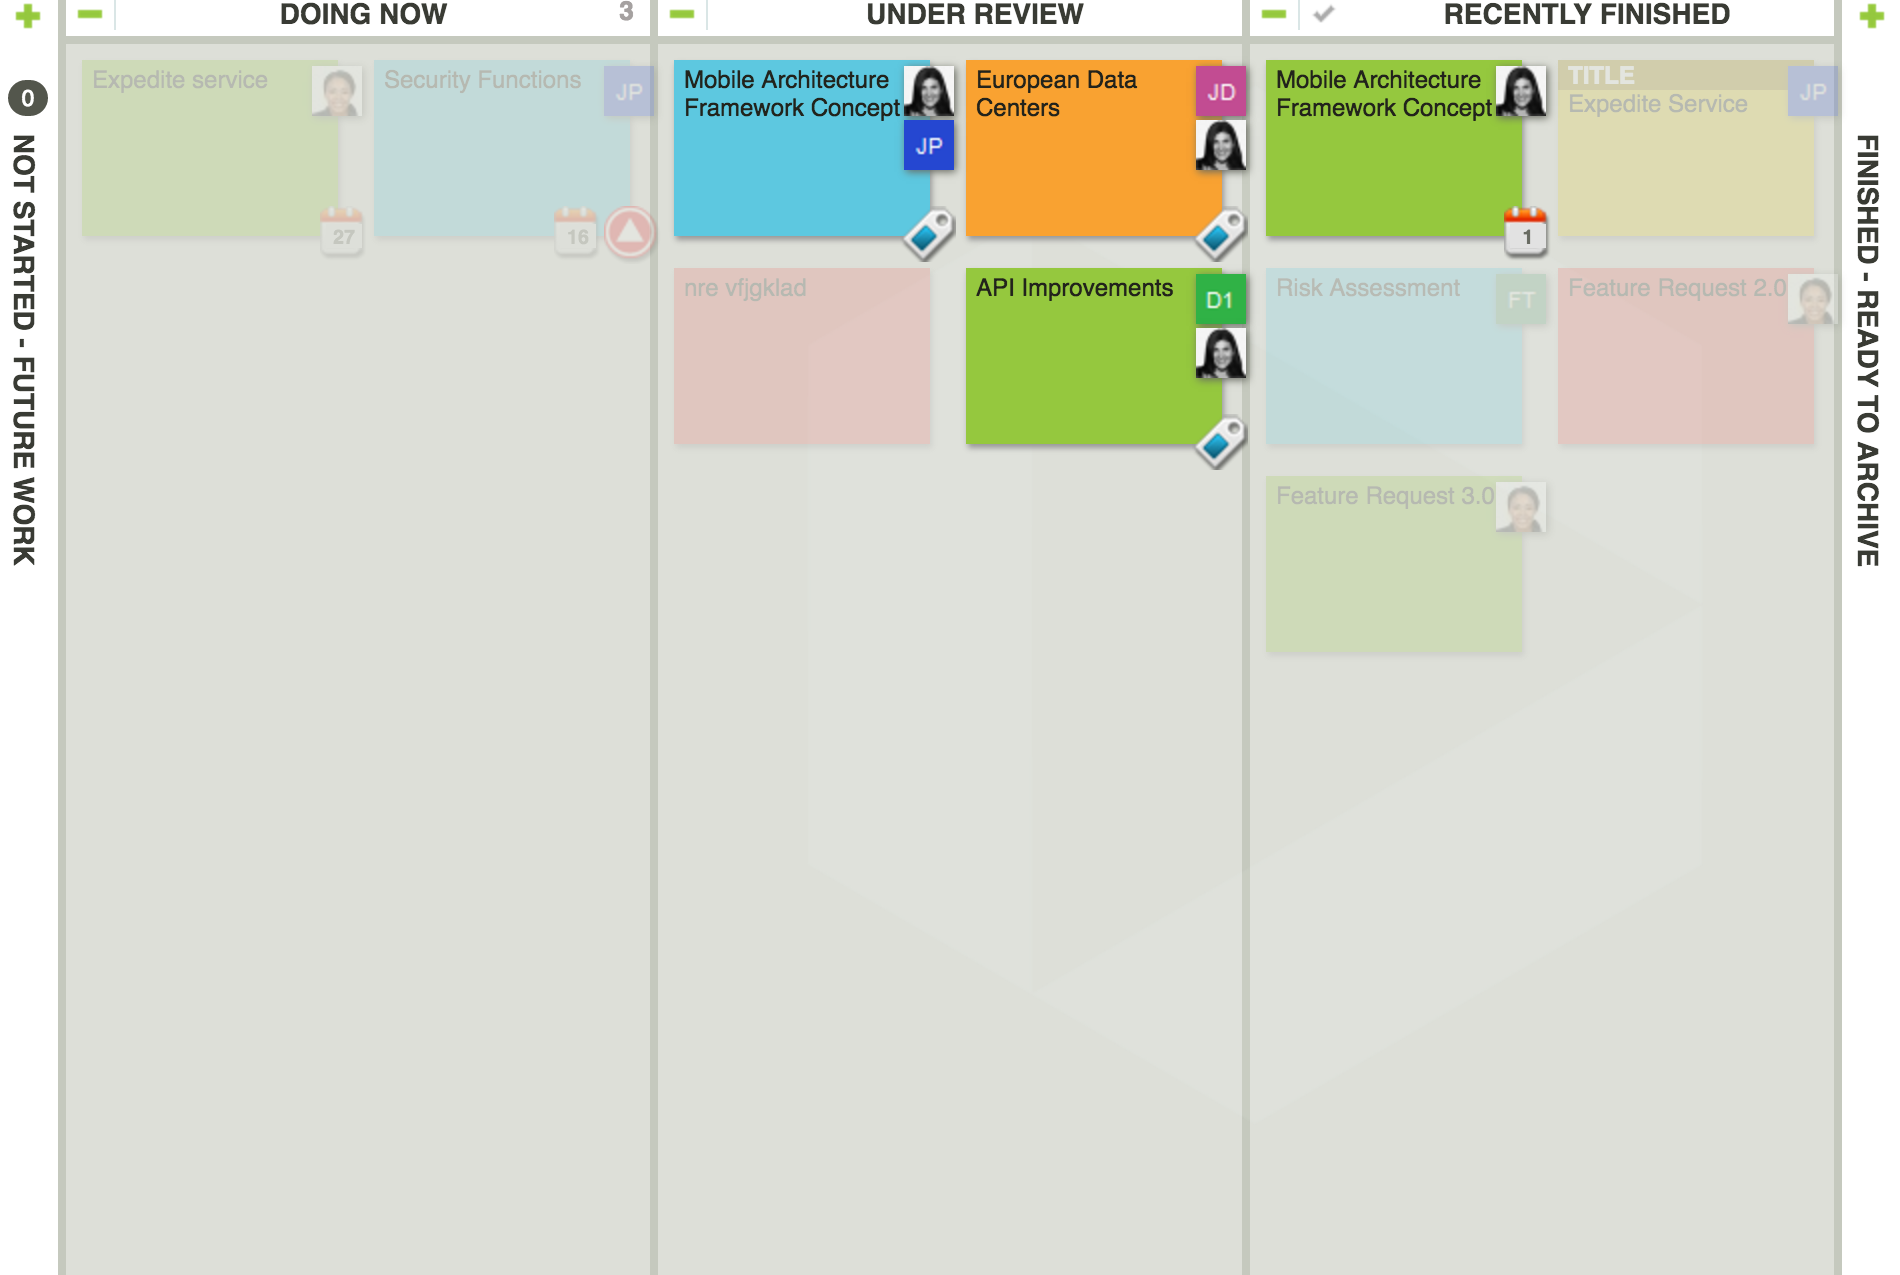 DOING NOW
3
UNDER REVIEW
RECENTLY FINISHED
0
NOT STARTED - FUTURE WORK
Expedite service
27
Security Functions
JP
16
Mobile Architecture
Framework Concept
JP
European Data
Centers
JD
nre vfjgklad
API Improvements
D1
Mobile Architecture
Framework Concept
1
TITLE
Expedite Service
JP
Risk Assessment
FT
Feature Request 2.0
Feature Request 3.0
FINISHED - READY TO ARCHIVE